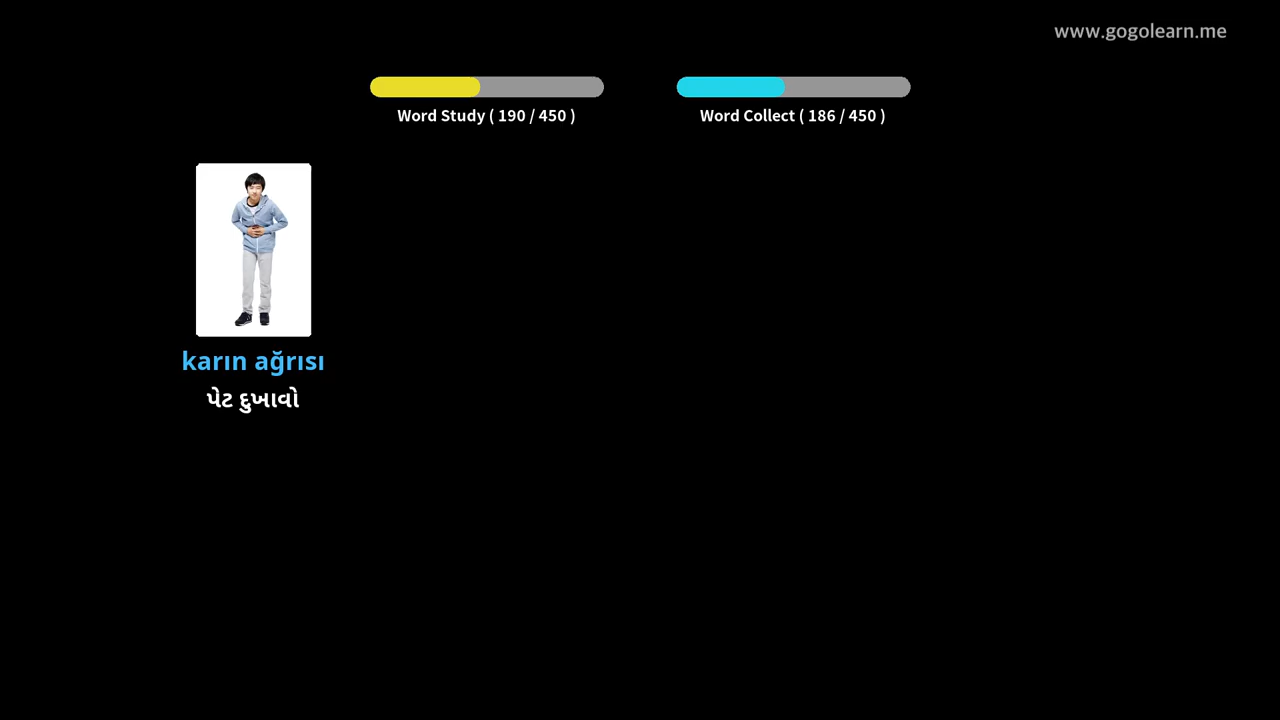 www.gogolearn.me
Word Study ( 190 / 450 )
Word Collect ( 186 / 450 )
karın ağrısı
પેટ દુખાવો